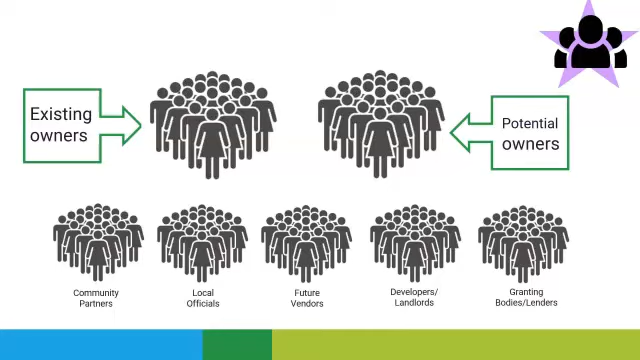 Existing
owners
Potential
owners
Community
Partners
Local
Officials
Future
Vendors
Developers/
Landlords
Granting
Bodies/Lenders